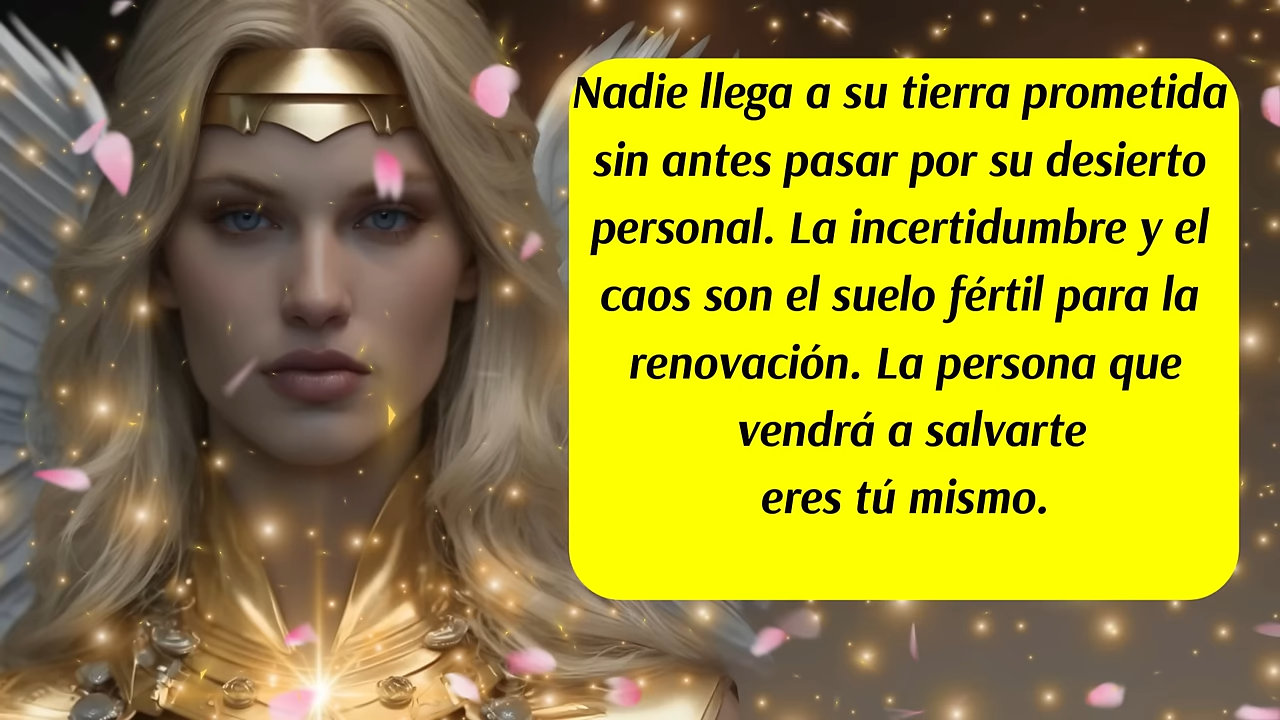 Nadie llega a su tierra prometida
sin antes pasar por su desierto
personal. La incertidumbre y el
caos son el suelo fértil para la
renovación. La persona que
vendrá a salvarte
eres tú mismo.